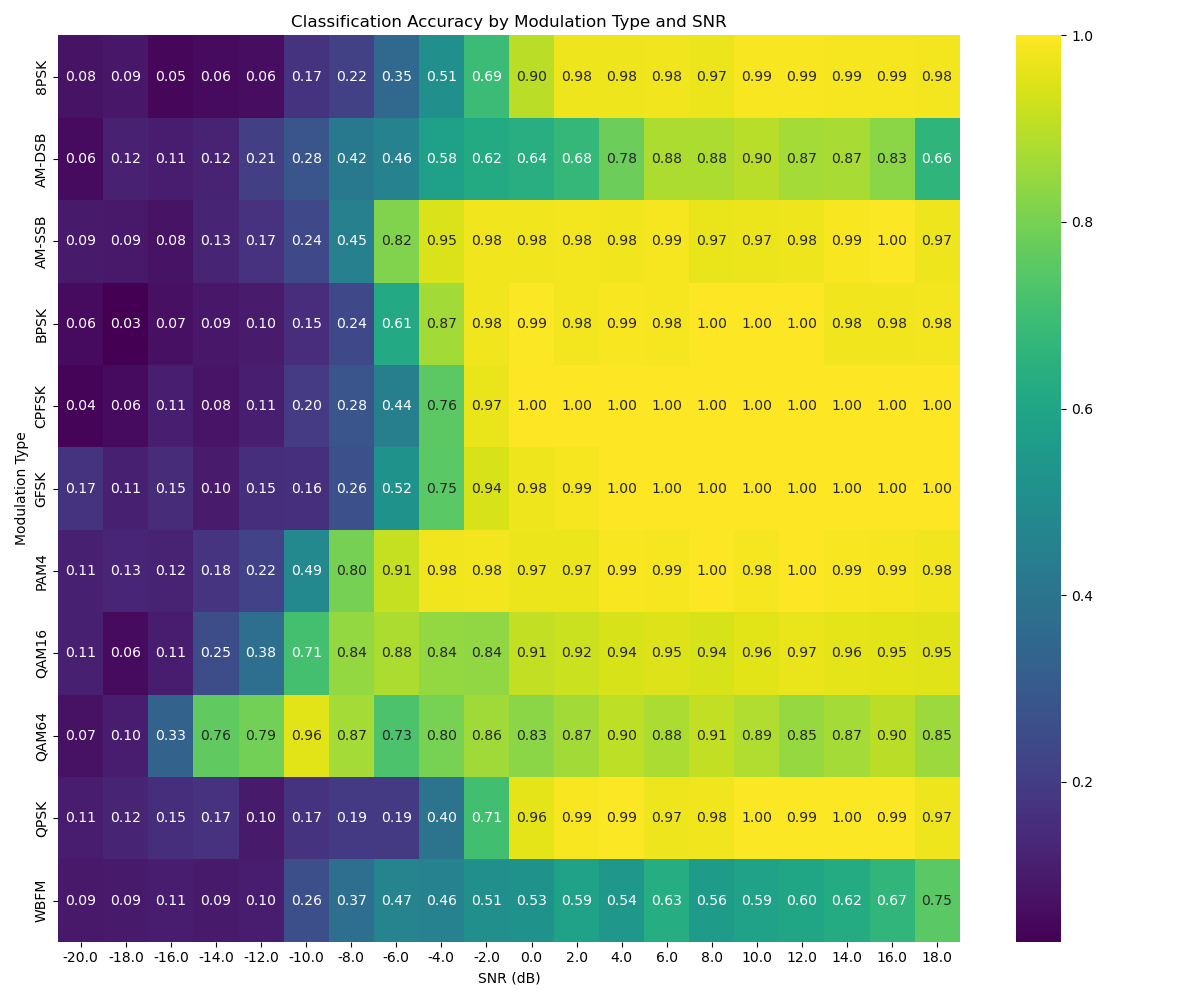 Classification Accuracy by Modulation Type and SNR
8PSK 0.08 0.09 0.05 0.06 0.06 0.17 0.22 0.35 0.51 0.69 0.90 0.98 0.98 0.98 0.97 0.99 0.99 0.99 0.99 0.98
AM-DSB 0.06 0.12 0.11 0.12 0.21 0.28 0.42 0.46 0.58 0.62 0.64 0.68 0.78 0.88 0.88 0.90 0.87 0.87 0.83 0.66
AM-SSB 0.09 0.09 0.08 0.13 0.17 0.24 0.45 0.82 0.95 0.98 0.98 0.98 0.98 0.99 0.97 0.97 0.98 0.99 1.00 0.97
BPSK 0.06 0.03 0.07 0.09 0.10 0.15 0.24 0.61 0.87 0.98 0.99 0.98 0.99 0.98 1.00 1.00 1.00 0.98 0.98 0.98
CPFSK 0.04 0.06 0.11 0.08 0.11 0.20 0.28 0.44 0.76 0.97 1.00 1.00 1.00 1.00 1.00 1.00 1.00 1.00 1.00 1.00
GFSK 0.17 0.11 0.15 0.10 0.15 0.16 0.26 0.52 0.75 0.94 0.98 0.99 1.00 1.00 1.00 1.00 1.00 1.00 1.00 1.00
PAM4 0.11 0.13 0.12 0.18 0.22 0.49 0.80 0.91 0.98 0.98 0.97 0.97 0.99 0.99 1.00 0.98 1.00 0.99 0.99 0.98
QAM16 0.11 0.06 0.11 0.25 0.38 0.71 0.84 0.88 0.84 0.84 0.91 0.92 0.94 0.95 0.94 0.96 0.97 0.96 0.95 0.95
QAM64 0.07 0.10 0.33 0.76 0.79 0.96 0.87 0.73 0.80 0.86 0.83 0.87 0.90 0.88 0.91 0.89 0.85 0.87 0.90 0.85
QPSK 0.11 0.12 0.15 0.17 0.10 0.17 0.19 0.19 0.40 0.71 0.96 0.99 0.99 0.97 0.98 1.00 0.99 1.00 0.99 0.97
WBFM 0.09 0.09 0.11 0.09 0.10 0.26 0.37 0.47 0.46 0.51 0.53 0.59 0.54 0.63 0.56 0.59 0.60 0.62 0.67 0.75
-20.0 -18.0 -16.0 -14.0 -12.0 -10.0 -8.0 -6.0 -4.0 -2.0 0.0 2.0 4.0 6.0 8.0 10.0 12.0 14.0 16.0 18.0
SNR (dB)
Modulation Type
1.0
0.8
0.6
0.4
0.2